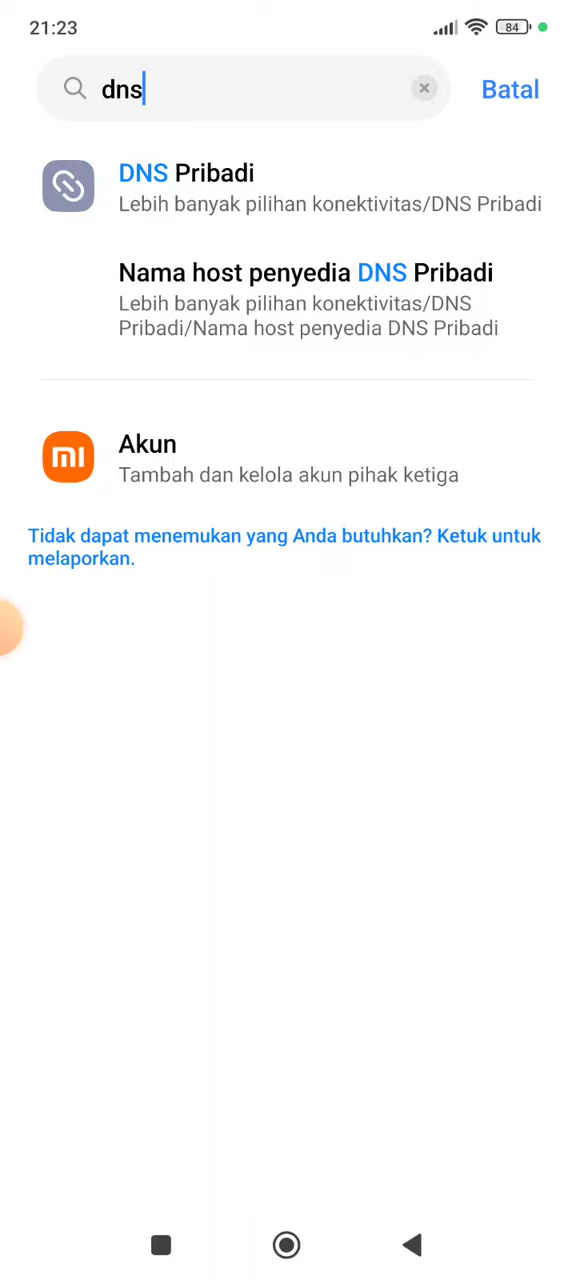 21:23
84
dns
Batal
DNS Pribadi
Lebih banyak pilihan konektivitas/DNS Pribadi
Nama host penyedia DNS Pribadi
Lebih banyak pilihan konektivitas/DNS
Pribadi/Nama host penyedia DNS Pribadi
mi
Akun
Tambah dan kelola akun pihak ketiga
Tidak dapat menemukan yang Anda butuhkan? Ketuk untuk
melaporkan.